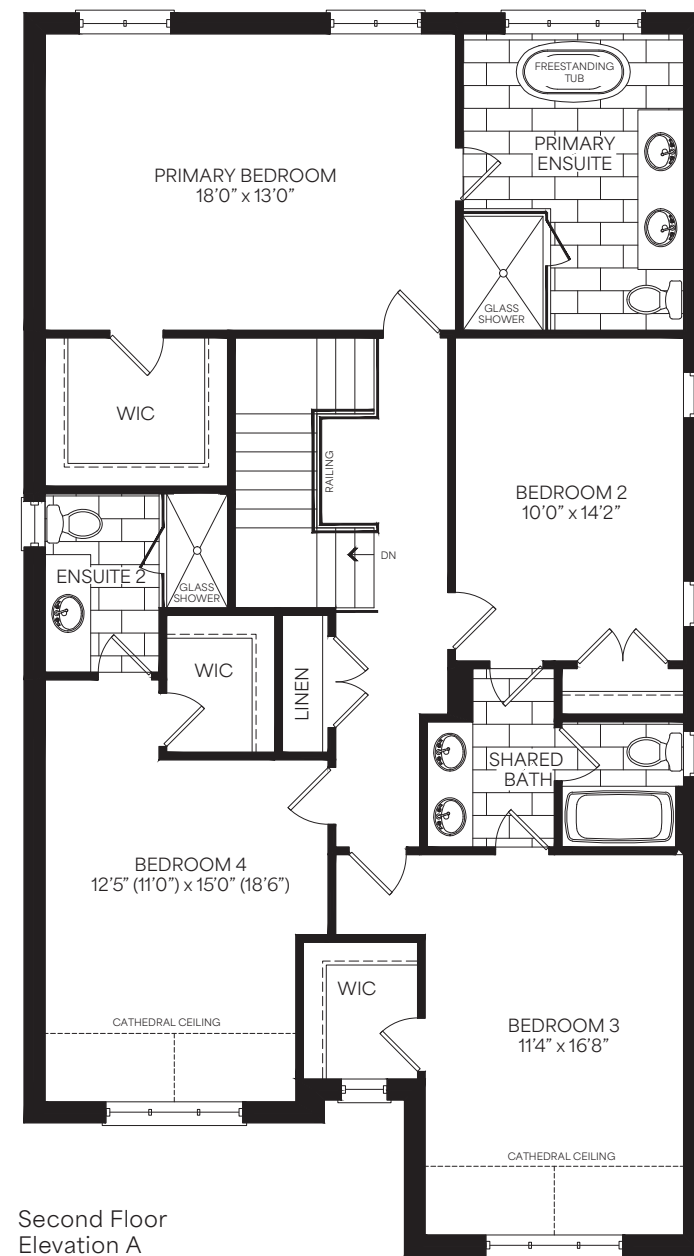 FREESTANDING
TUB
PRIMARY
ENSUITE
PRIMARY BEDROOM
18’0” x 13’0”
GLASS
SHOWER
WIC
RAILING
BEDROOM 2
10’0” x 14’2”
DN
ENSUITE 2
GLASS
SHOWER
WIC
LINEN
SHARED
BATH
BEDROOM 4
12’5” (11’0”) x 15’0” (18’6”)
WIC
CATHEDRAL CEILING
BEDROOM 3
11’4” x 16’8”
CATHEDRAL CEILING
Second Floor
Elevation A